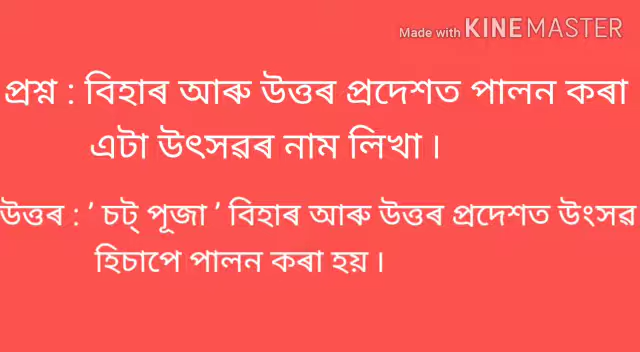 Made with KINEMASTER
প্ৰশ্ন : বিহাৰ আৰু উত্তৰ প্ৰদেশত পালন কৰা
এটা উৎসৱৰ নাম লিখা ।
উত্তৰ : ’ চট্ পূজা ’ বিহাৰ আৰু উত্তৰ প্ৰদেশত উংসৱ
হিচাপে পালন কৰা হয় ।